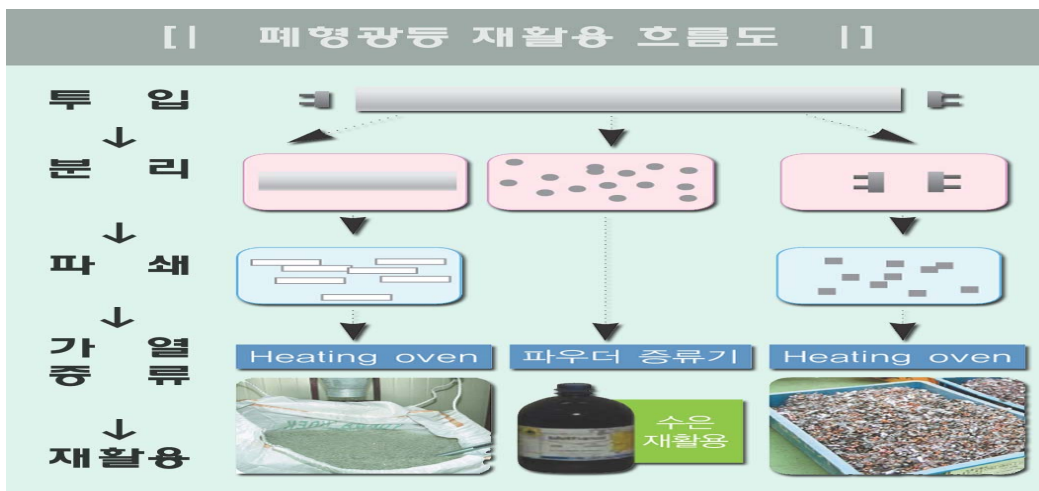 [| 폐형광등 재활용 흐름도 |]
투 입
↓
분 리
↓
파 쇄
↓
가 열
증 류
Heating oven
파우더 증류기
Heating oven
↓
재활용
수은
재활용